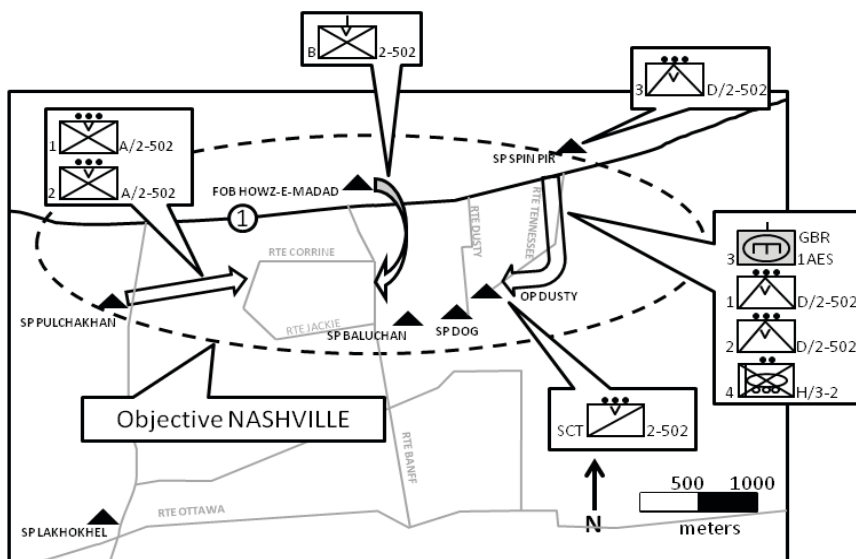 B 2-502
3 D/2-502
1 A/2-502
2 A/2-502
SP SPIN PIR
FOB HOWZ-E-MADAD
1
RTE DUSTY
RTE TENNESSEE
GBR
3 1AES
1 D/2-502
2 D/2-502
4 H/3-2
RTE CORRINE
OP DUSTY
SP PULCHAKHAN
RTE JACKIE
SP BALUCHAN
SP DOG
Objective NASHVILLE
SCT 2-502
RTE BANFF
500 1000
meters
N
SP LAKHOKHEL
RTE OTTAWA